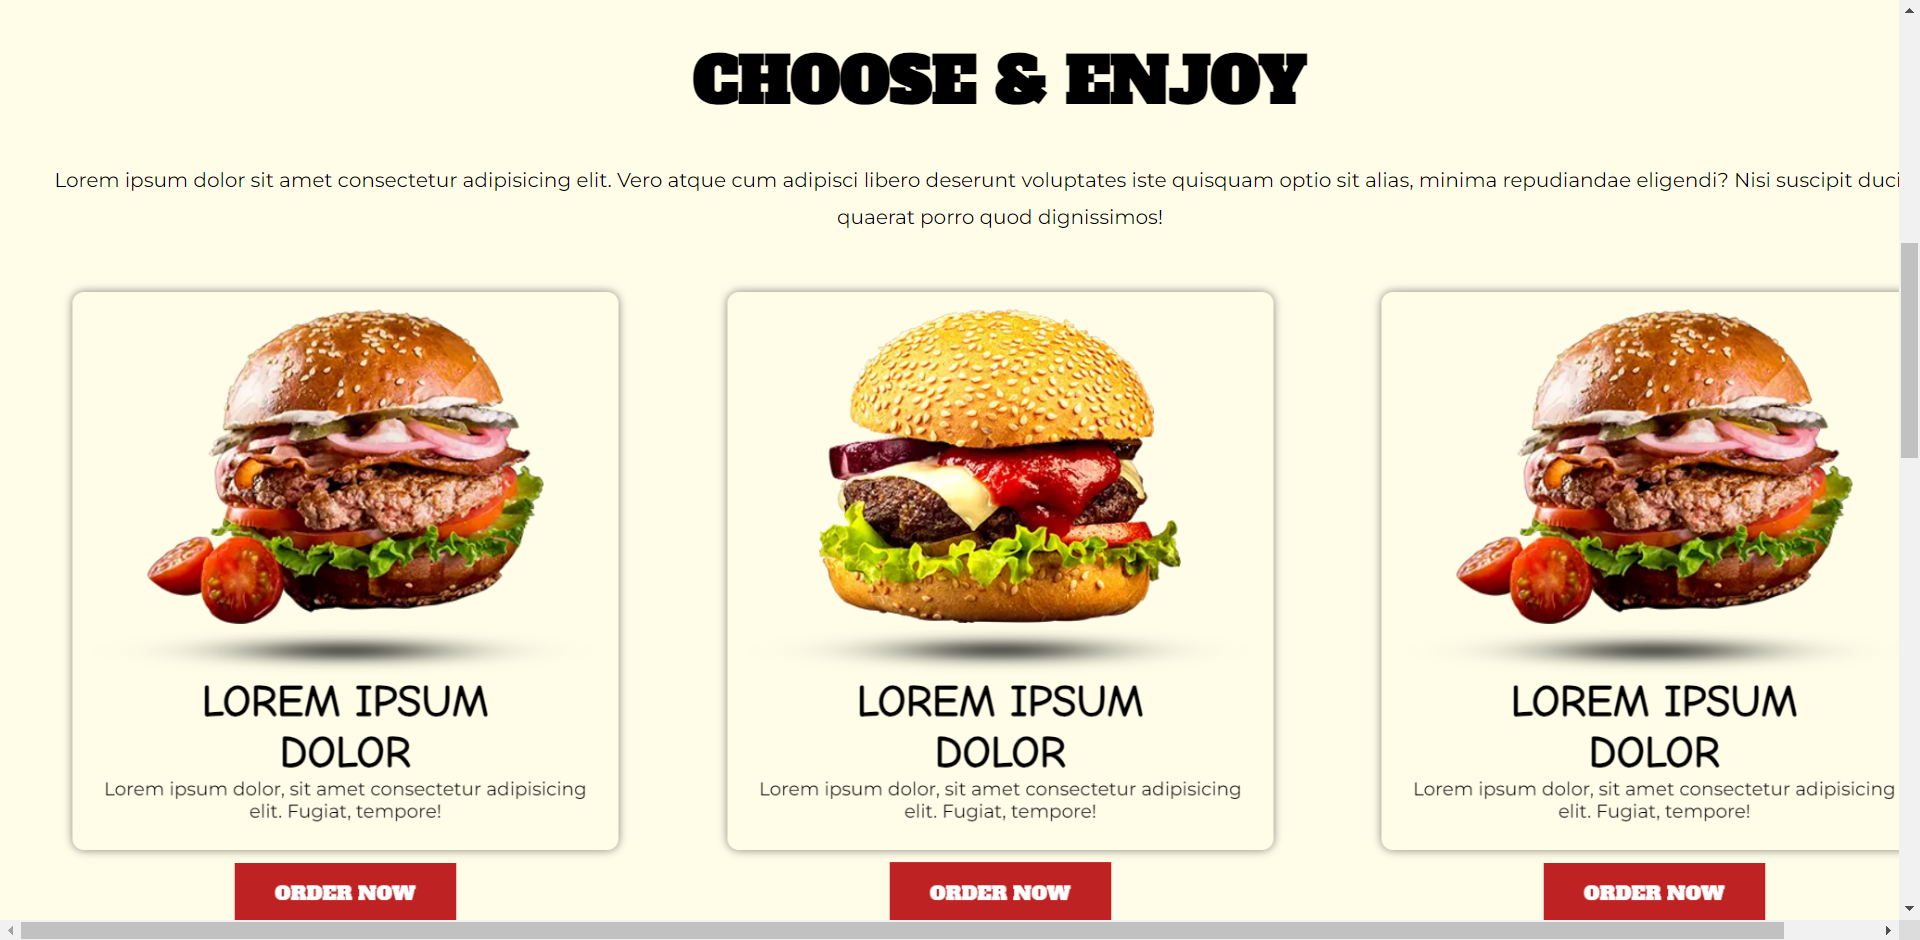 CHOOSE & ENJOY
Lorem ipsum dolor sit amet consectetur adipisicing elit. Vero atque cum adipisci libero deserunt voluptates iste quisquam optio sit alias, minima repudiandae eligendi? Nisi suscipit duci
quaerat porro quod dignissimos!
LOREM IPSUM
DOLOR
Lorem ipsum dolor, sit amet consectetur adipisicing
elit. Fugiat, tempore!
ORDER NOW
LOREM IPSUM
DOLOR
Lorem ipsum dolor, sit amet consectetur adipisicing
elit. Fugiat, tempore!
ORDER NOW
LOREM IPSUM
DOLOR
Lorem ipsum dolor, sit amet consectetur adipisicing
elit. Fugiat, tempore!
ORDER NOW